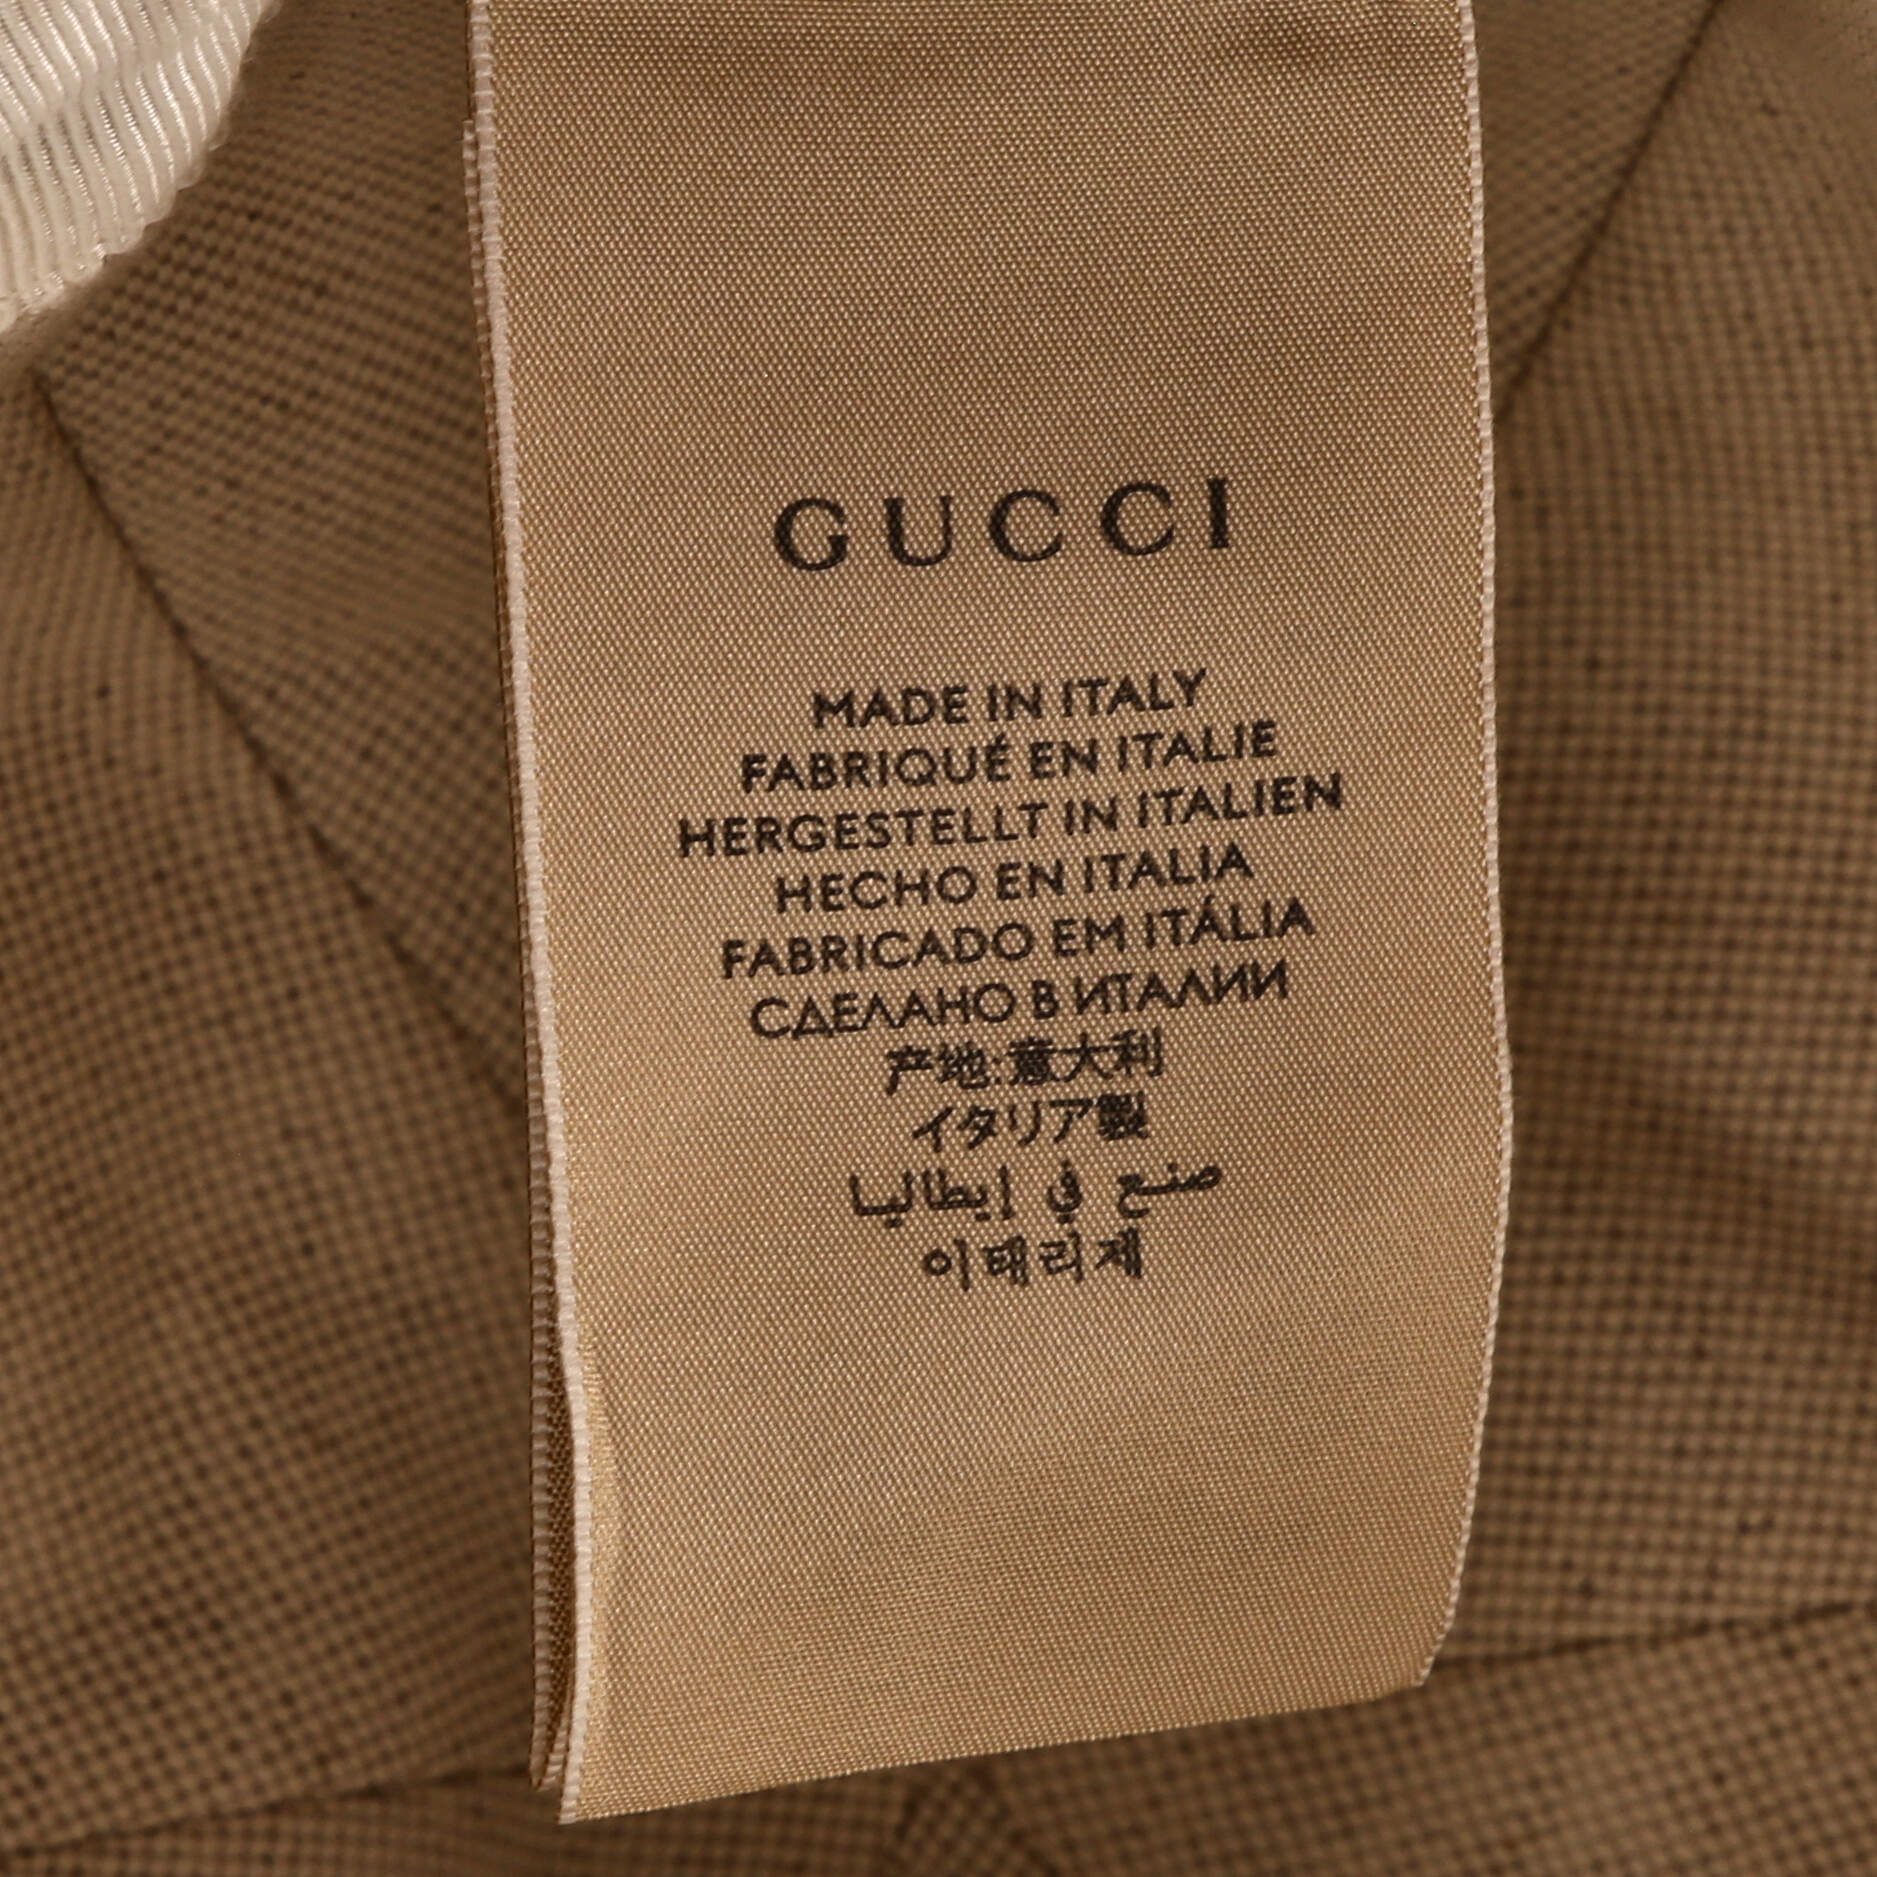 GUCCI
MADE IN ITALY
FABRIQUÉ EN ITALIE
HERGESTELLT IN ITALIEN
HECHO EN ITALIA
FABRICADO EM ITÁLIA
СДЕЛАНО В ИТАЛИИ
产地:意大利
イタリア製
صنع في إيطاليا
이태리제